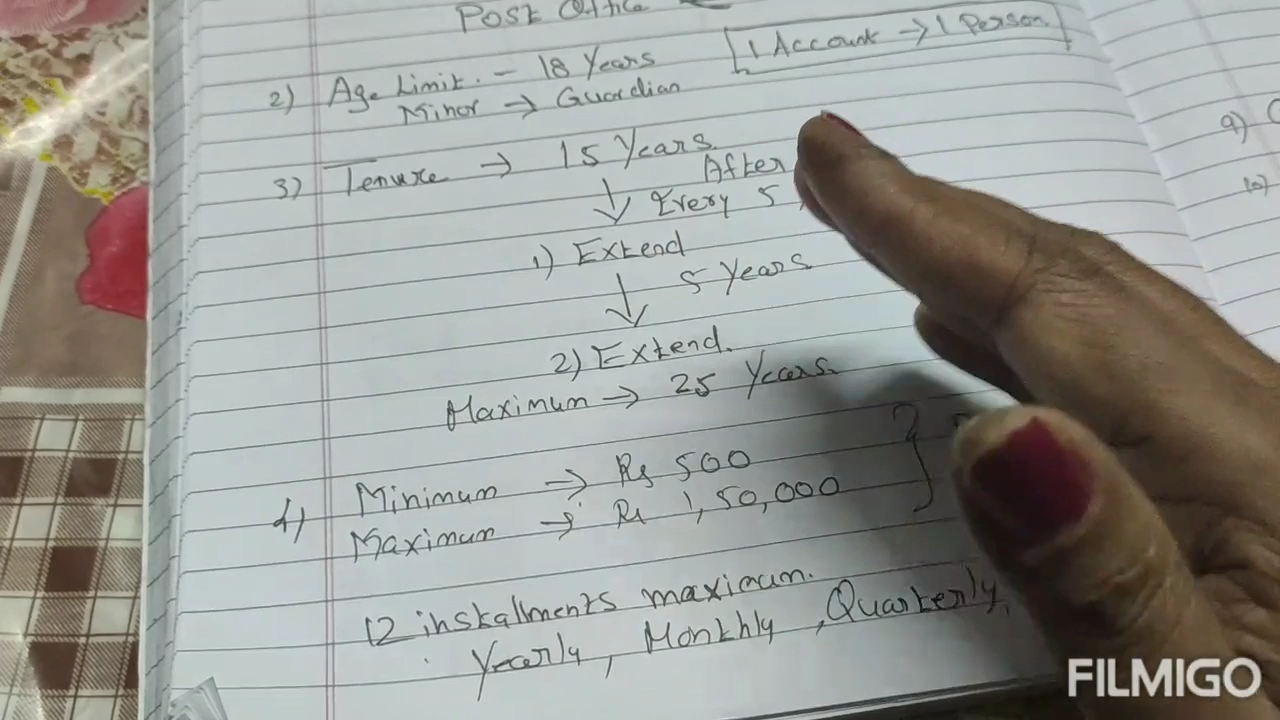 Post Office
2) Age Limit. - 18 Years [1 Account → 1 Person.]
Minor → Guardian
3) Tenure → 15 Years.
After
Every 5
1) Extend
5 Years
2) Extend.
Maximum → 25 Years.
4) Minimum → Rs 500
Maximum → Rs 1,50,000
12 installments maximum.
Yearly, Monthly, Quarterly,
9)
10)
FILMIGO